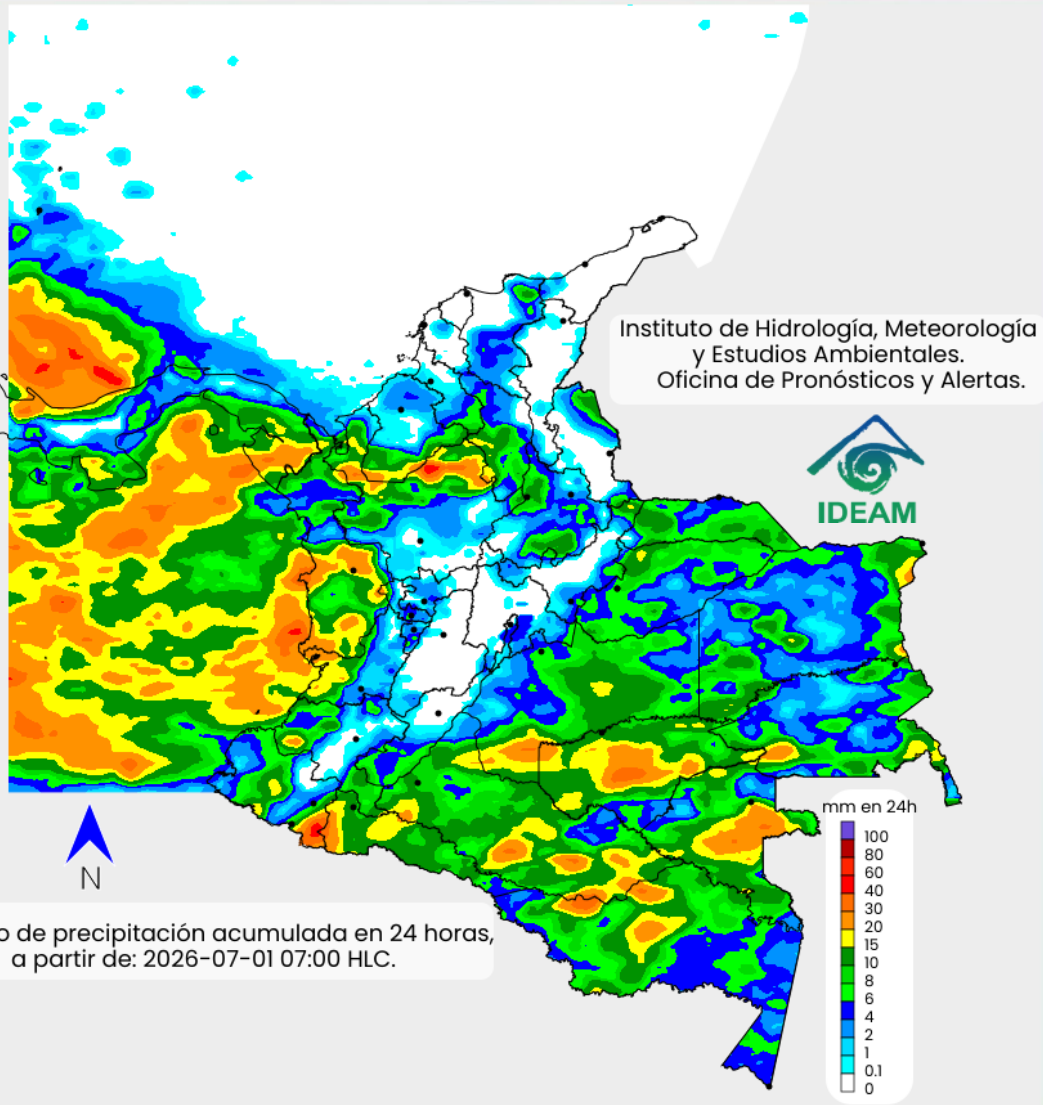 Instituto de Hidrología, Meteorología
y Estudios Ambientales.
Oficina de Pronósticos y Alertas.
IDEAM
mm en 24h
100
80
60
40
30
20
15
10
8
6
4
2
1
0.1
0
N
de precipitación acumulada en 24 horas,
a partir de: 2026-07-01 07:00 HLC.